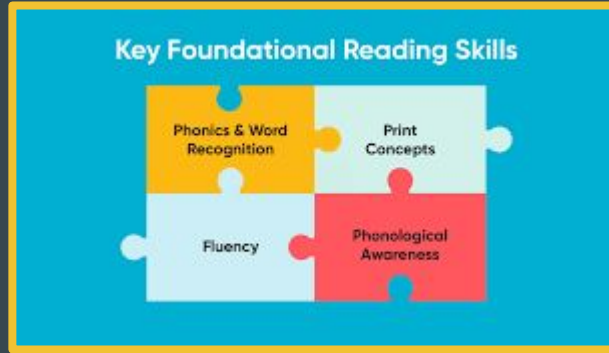 Key Foundational Reading Skills
Phonics & Word
Recognition
Print
Concepts
Fluency
Phonological
Awareness